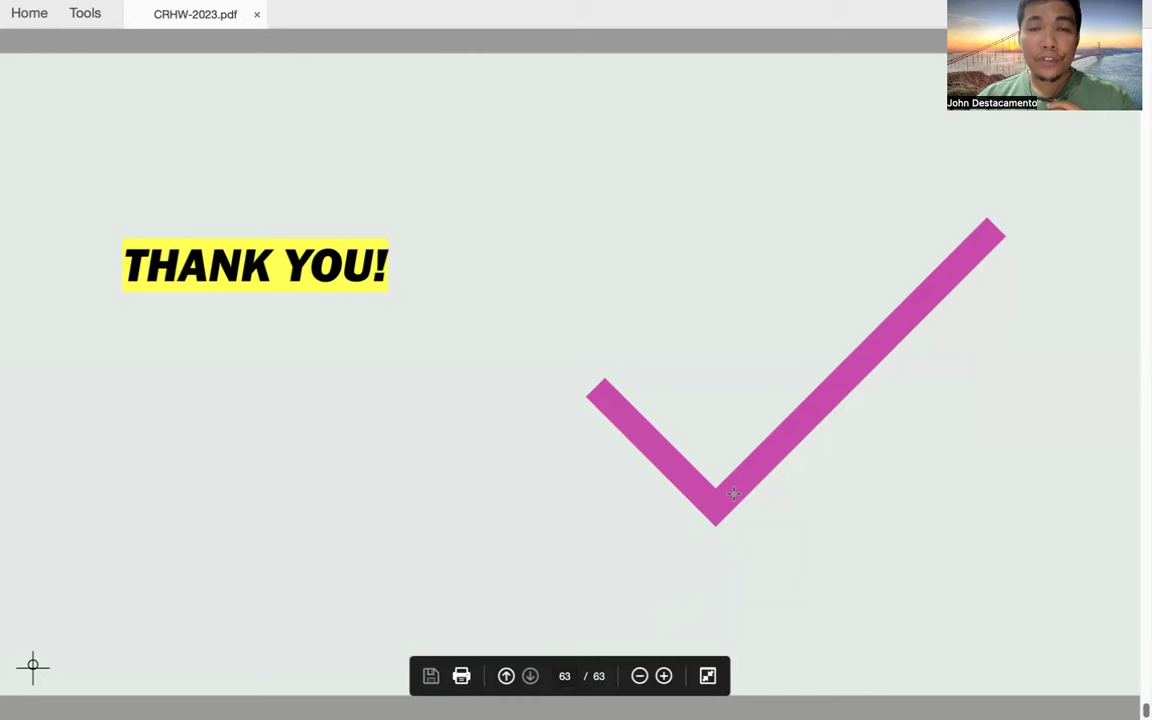 Home Tools CRHW-2023.pdf ×
John Destacamento
THANK YOU!
63 / 63